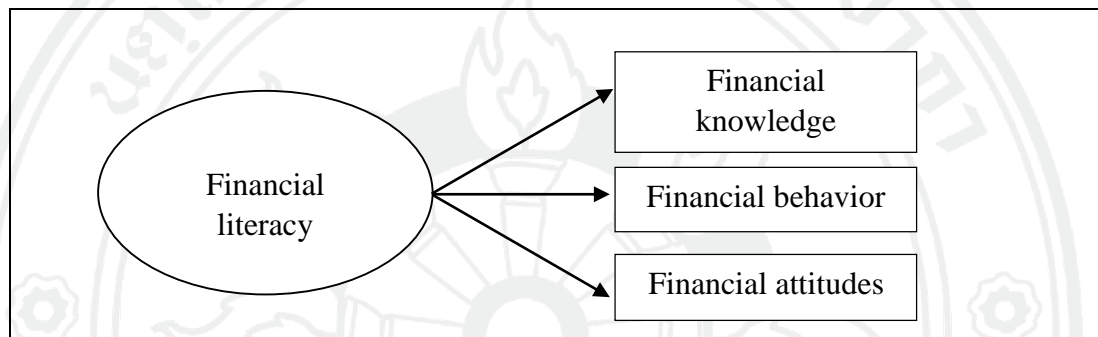 Financial
knowledge
Financial
literacy
Financial behavior
Financial attitudes